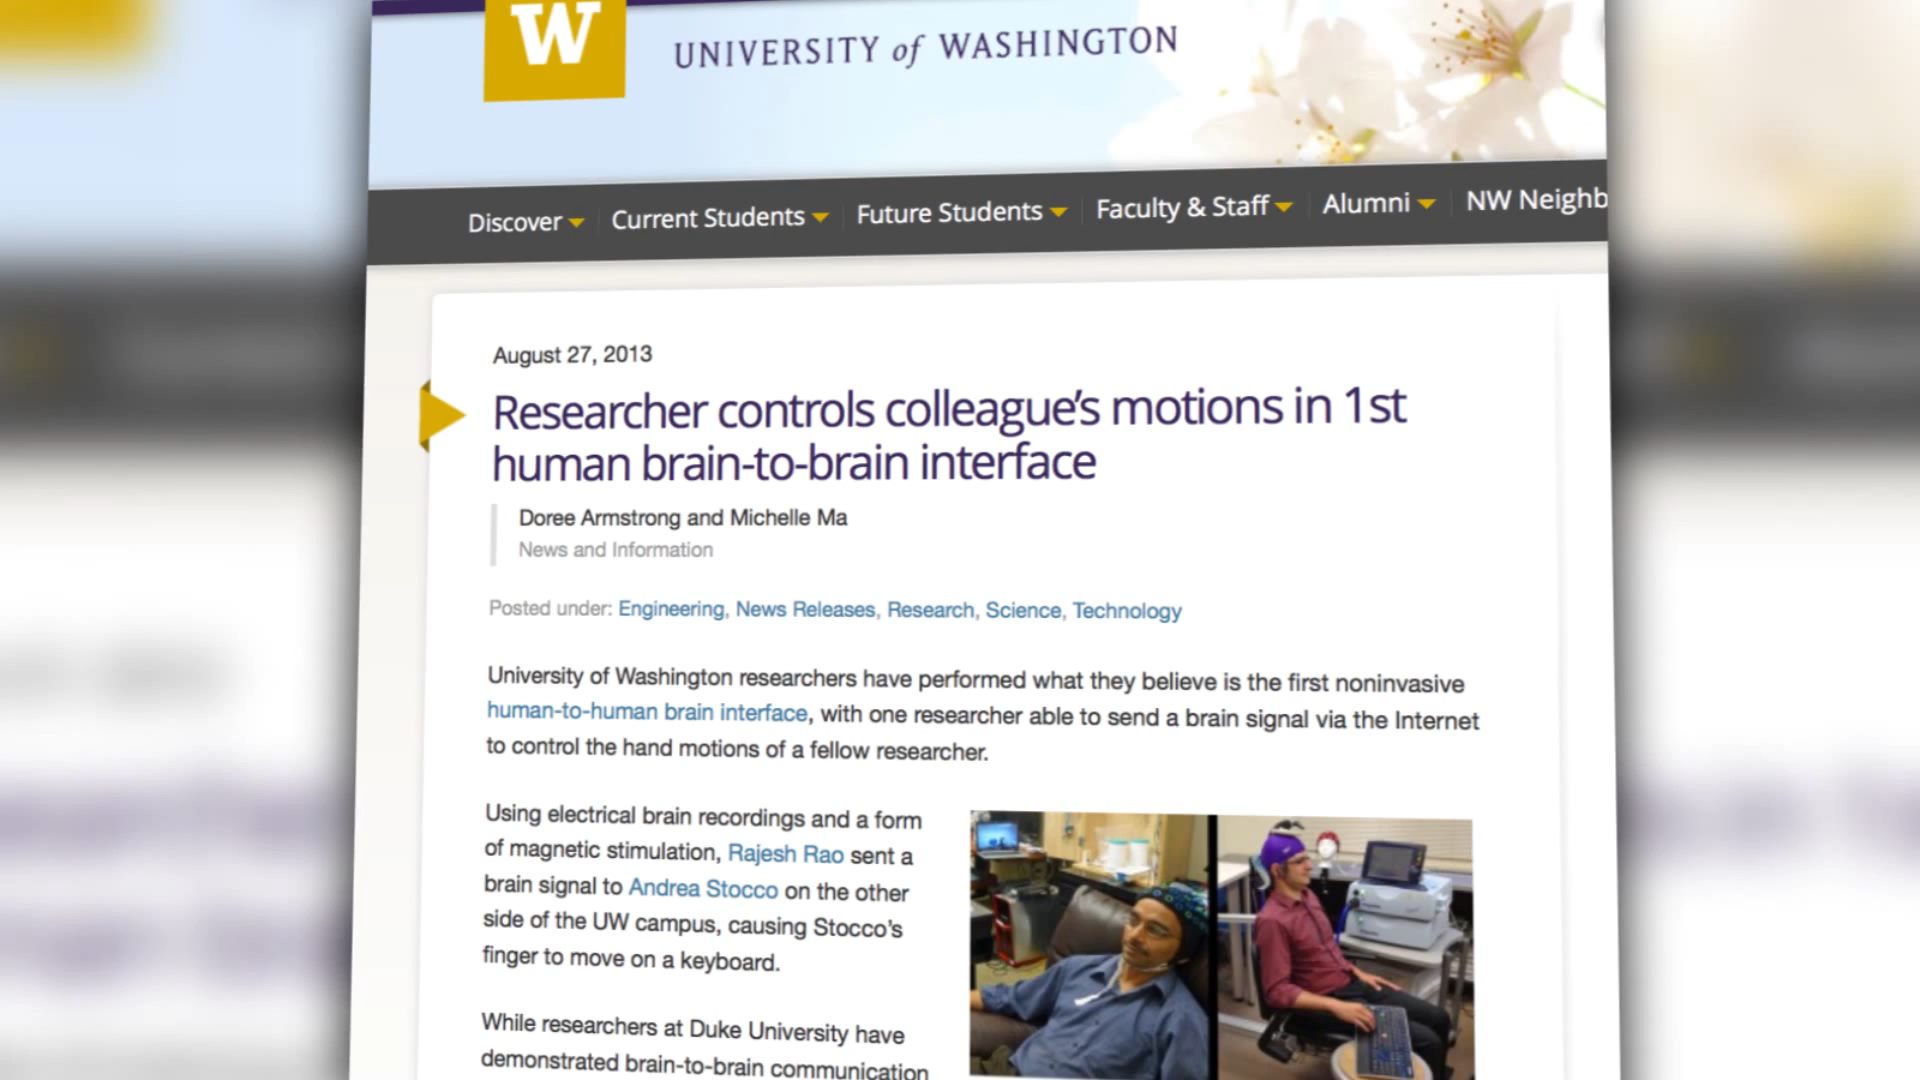 W
UNIVERSITY of WASHINGTON
Discover Current Students Future Students Faculty & Staff Alumni NW Neighb
August 27, 2013
Researcher controls colleague's motions in 1st
human brain-to-brain interface
Doree Armstrong and Michelle Ma
News and Information
Posted under: Engineering, News Releases, Research, Science, Technology
University of Washington researchers have performed what they believe is the first noninvasive
human-to-human brain interface, with one researcher able to send a brain signal via the Internet
to control the hand motions of a fellow researcher.
Using electrical brain recordings and a form
of magnetic stimulation, Rajesh Rao sent a
brain signal to Andrea Stocco on the other
side of the UW campus, causing Stocco's
finger to move on a keyboard.
While researchers at Duke University have
demonstrated brain-to-brain communication